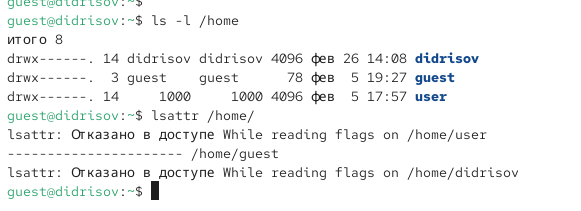 guest@didrisov:~$
guest@didrisov:~$ ls -l /home
итого 8
drwx------. 14 didrisov didrisov 4096 фев 26 14:08 didrisov
drwx------.  3 guest    guest      78 фев  5 19:27 guest
drwx------. 14     1000     1000 4096 фев  5 17:57 user
guest@didrisov:~$ lsattr /home/
lsattr: Отказано в доступе While reading flags on /home/user
---------------------- /home/guest
lsattr: Отказано в доступе While reading flags on /home/didrisov
guest@didrisov:~$